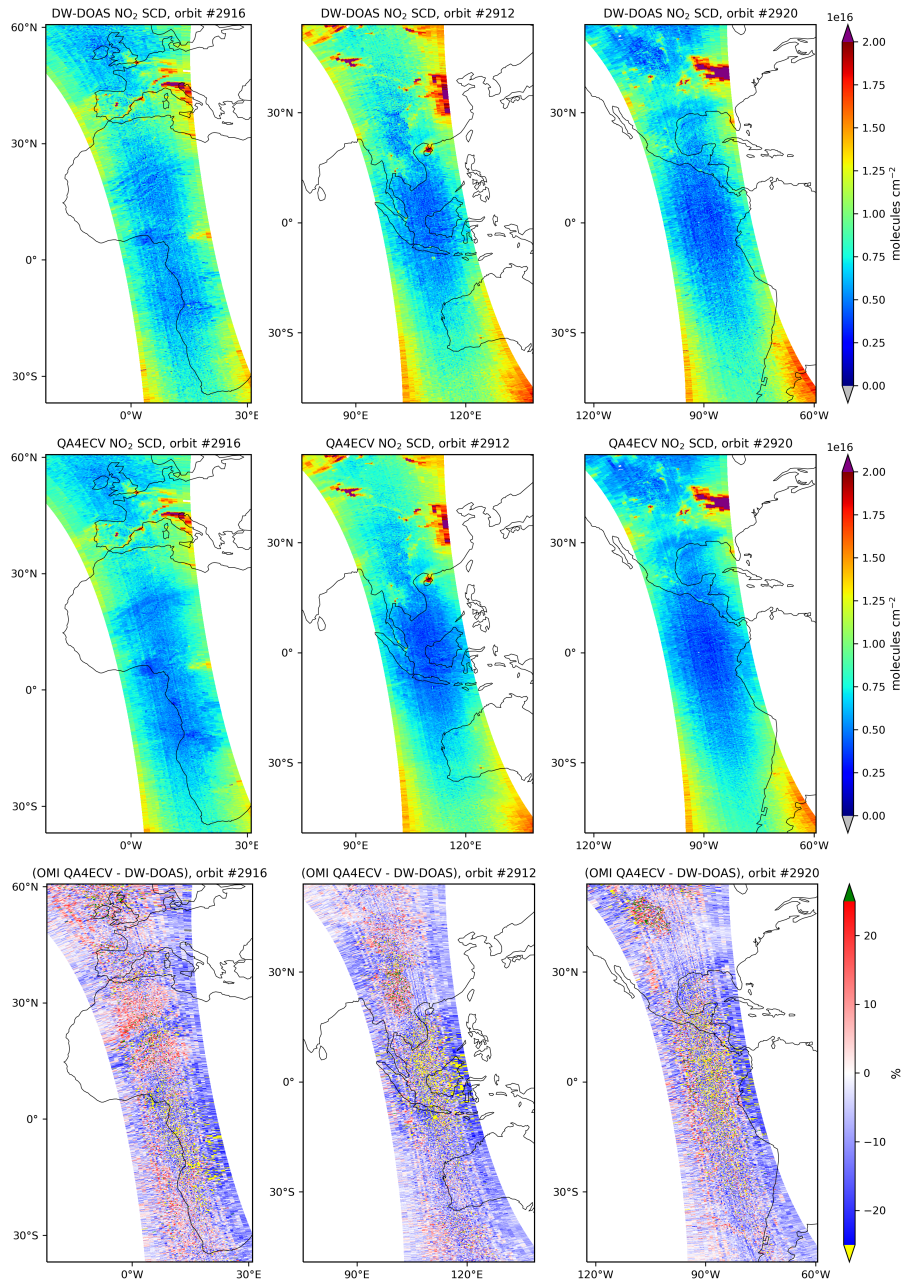 DW-DOAS NO₂ SCD, orbit #2916
DW-DOAS NO₂ SCD, orbit #2912
DW-DOAS NO₂ SCD, orbit #2920
1e16
60°N
30°N
0°
30°S
0°W
30°E
30°N
0°
30°S
90°E
120°E
30°N
0°
30°S
120°W
90°W
60°W
2.00
1.75
1.50
1.25
1.00
0.75
0.50
0.25
0.00
molecules cm⁻²
QA4ECV NO₂ SCD, orbit #2916
QA4ECV NO₂ SCD, orbit #2912
QA4ECV NO₂ SCD, orbit #2920
1e16
60°N
30°N
0°
30°S
0°W
30°E
30°N
0°
30°S
90°E
120°E
30°N
0°
30°S
120°W
90°W
60°W
2.00
1.75
1.50
1.25
1.00
0.75
0.50
0.25
0.00
molecules cm⁻²
(OMI QA4ECV - DW-DOAS), orbit #2916
(OMI QA4ECV - DW-DOAS), orbit #2912
(OMI QA4ECV - DW-DOAS), orbit #2920
60°N
30°N
0°
30°S
0°W
30°E
30°N
0°
30°S
90°E
120°E
30°N
0°
30°S
120°W
90°W
60°W
20
10
0
−10
−20
%